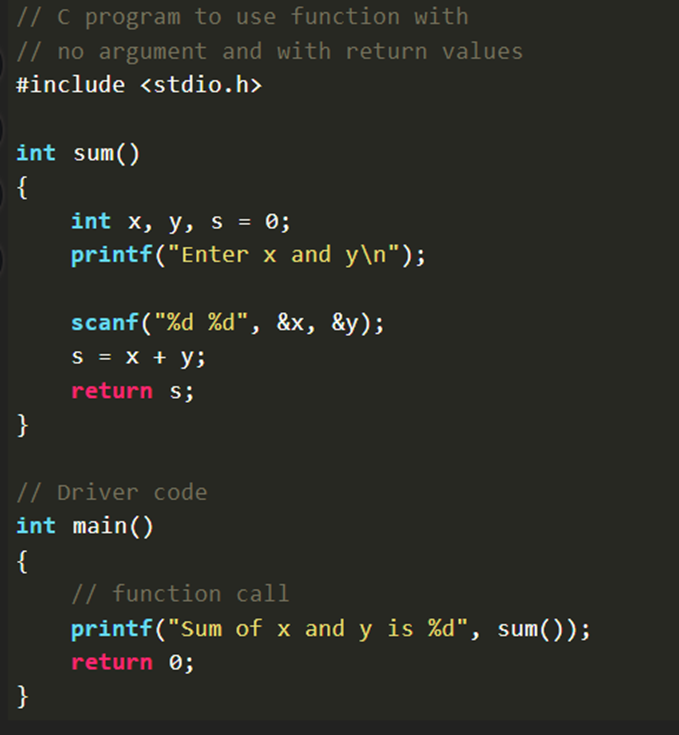 // C program to use function with
// no argument and with return values
#include <stdio.h>
int sum()
{
int x, y, s = 0;
printf("Enter x and y\n");
scanf("%d %d", &x, &y);
s = x + y;
return s;
}
// Driver code
int main()
{
// function call
printf("Sum of x and y is %d", sum());
return 0;
}